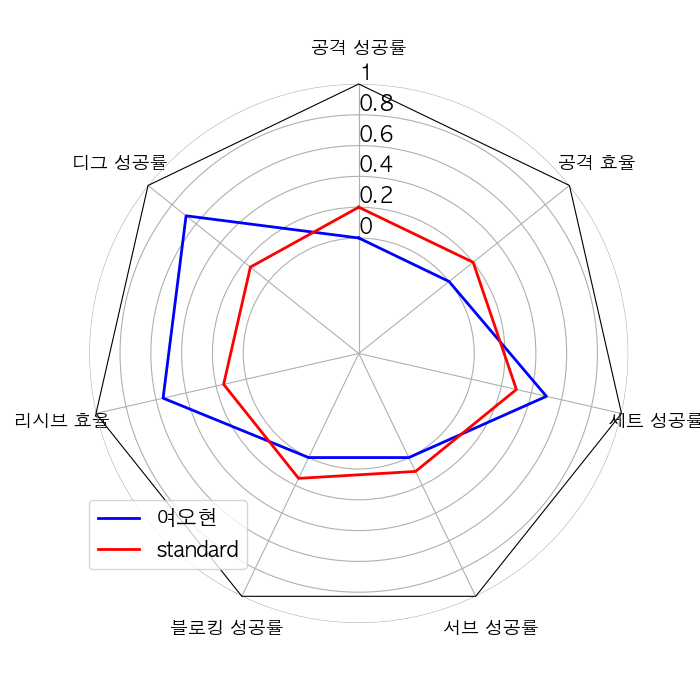 공격 성공률
1
0.8
0.6
0.4
0.2
0
디그 성공률
공격 효율
리시브 효율
세트 성공률
여오현
standard
블로킹 성공률
서브 성공률